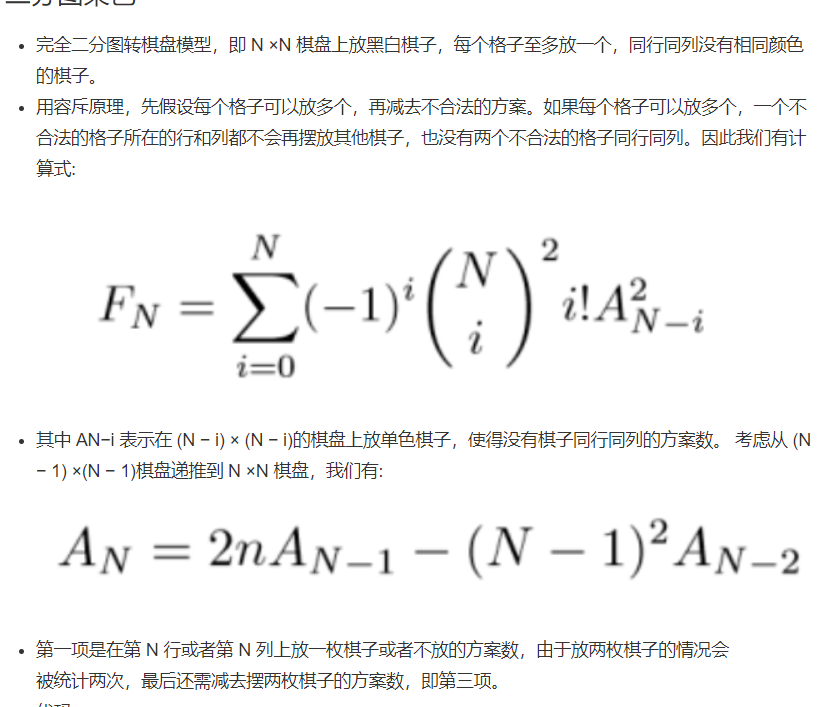 二分图染色
• 完全二分图转棋盘模型，即 N ×N 棋盘上放黑白棋子，每个格子至多放一个，同行同列没有相同颜色
的棋子。
• 用容斥原理，先假设每个格子可以放多个，再减去不合法的方案。如果每个格子可以放多个，一个不
合法的格子所在的行和列都不会再摆放其他棋子，也没有两个不合法的格子同行同列。因此我们有计
算式:
F_N = \sum_{i=0}^{N} (-1)^i \binom{N}{i}^2 i! A_{N-i}^2
• 其中 AN−i 表示在 (N − i) × (N − i)的棋盘上放单色棋子，使得没有棋子同行同列的方案数。 考虑从 (N
− 1) ×(N − 1)棋盘递推到 N ×N 棋盘，我们有:
A_N = 2nA_{N-1} - (N-1)^2 A_{N-2}
• 第一项是在第 N 行或者第 N 列上放一枚棋子或者不放的方案数，由于放两枚棋子的情况会
被统计两次，最后还需减去摆两枚棋子的方案数，即第三项。